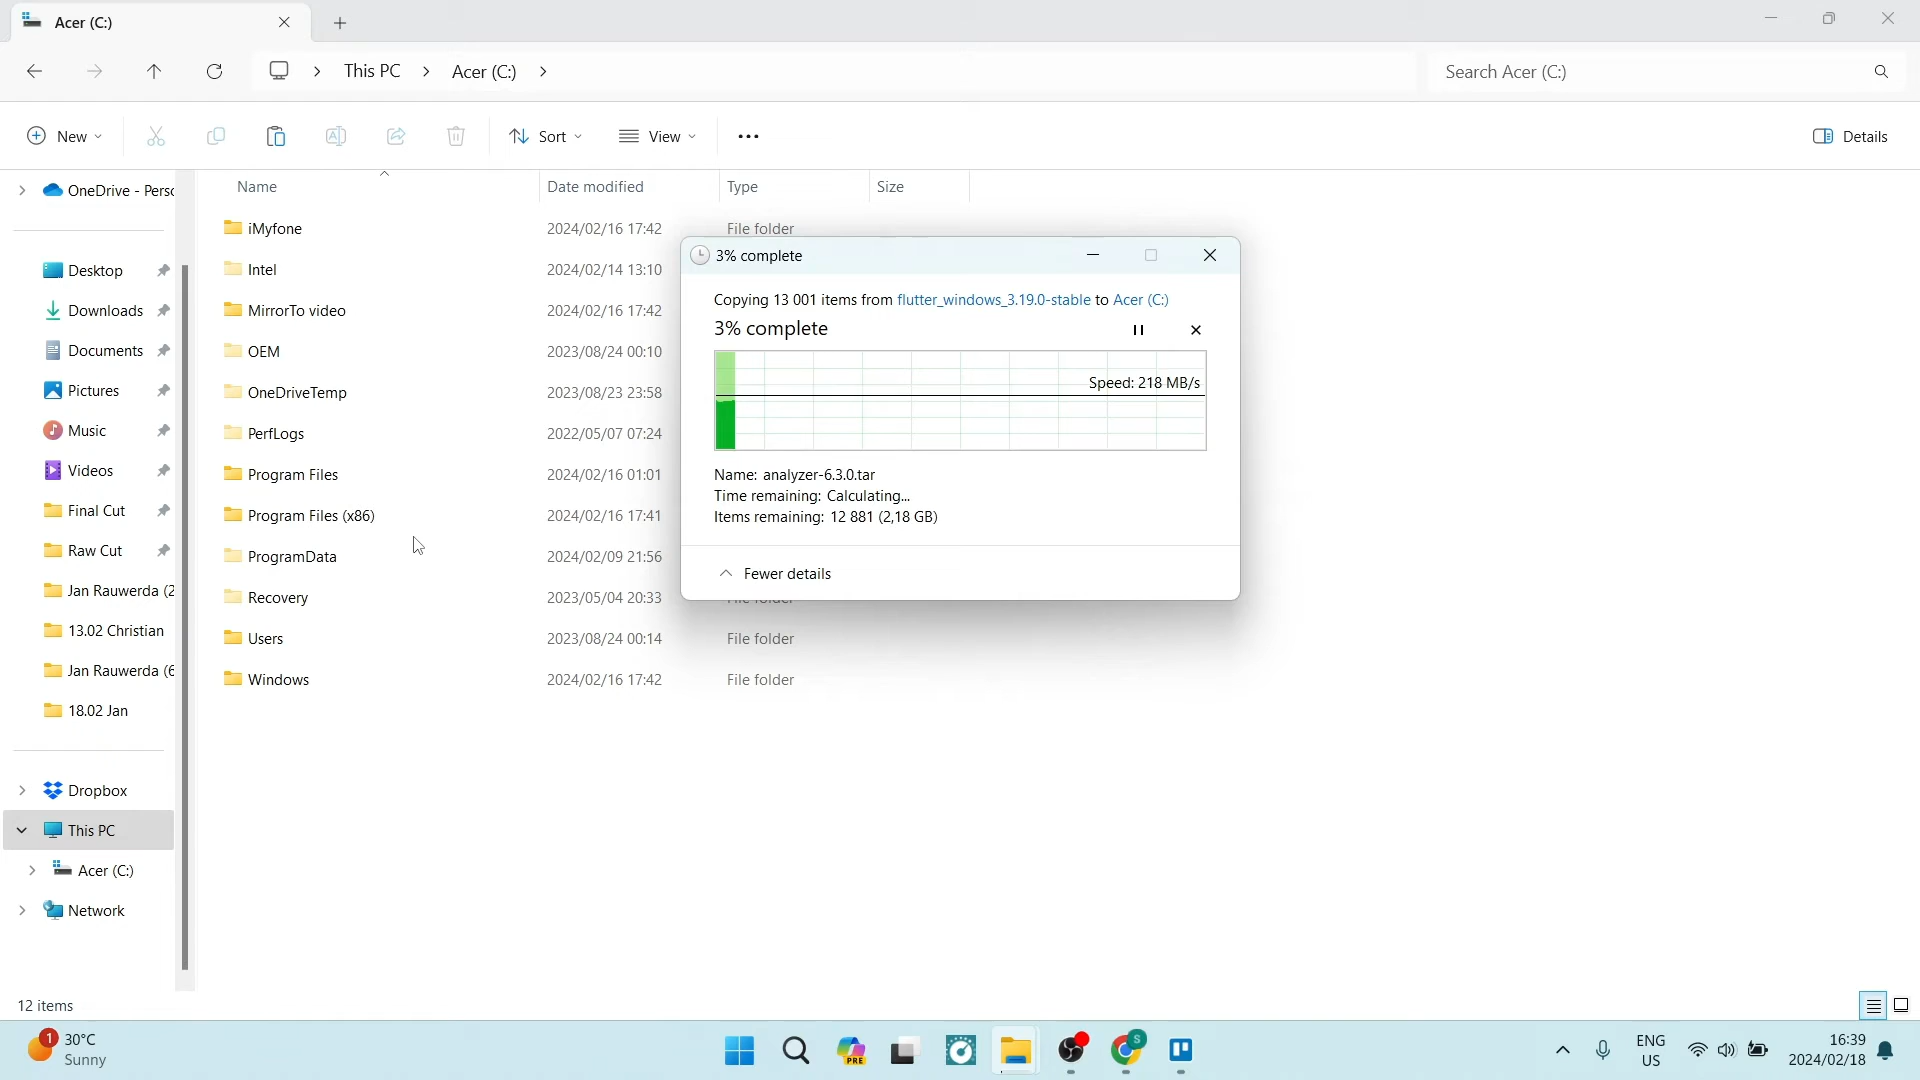 Acer (C:)
This PC > Acer (C:) >
Search Acer (C:)
New
Sort
View
Details
Name Date modified Type Size
OneDrive - Perso
Desktop
Downloads
Documents
Pictures
Music
Videos
Final Cut
Raw Cut
Jan Rauwerda (2
13.02 Christian
Jan Rauwerda (6
18.02 Jan
Dropbox
This PC
Acer (C:)
Network
iMyfone 2024/02/16 17:42 File folder
Intel 2024/02/14 13:10
MirrorTo video 2024/02/16 17:42
OEM 2023/08/24 00:10
OneDriveTemp 2023/08/23 23:58
PerfLogs 2022/05/07 07:24
Program Files 2024/02/16 01:01
Program Files (x86) 2024/02/16 17:41
ProgramData 2024/02/09 21:56
Recovery 2023/05/04 20:33 File folder
Users 2023/08/24 00:14 File folder
Windows 2024/02/16 17:42 File folder
3% complete
Copying 13 001 items from flutter_windows_3.19.0-stable to Acer (C:)
3% complete
Speed: 218 MB/s
Name: analyzer-6.3.0.tar
Time remaining: Calculating...
Items remaining: 12 881 (2,18 GB)
Fewer details
12 items
1
30°C
Sunny
PRE
S
ENG
US
16:39
2024/02/18